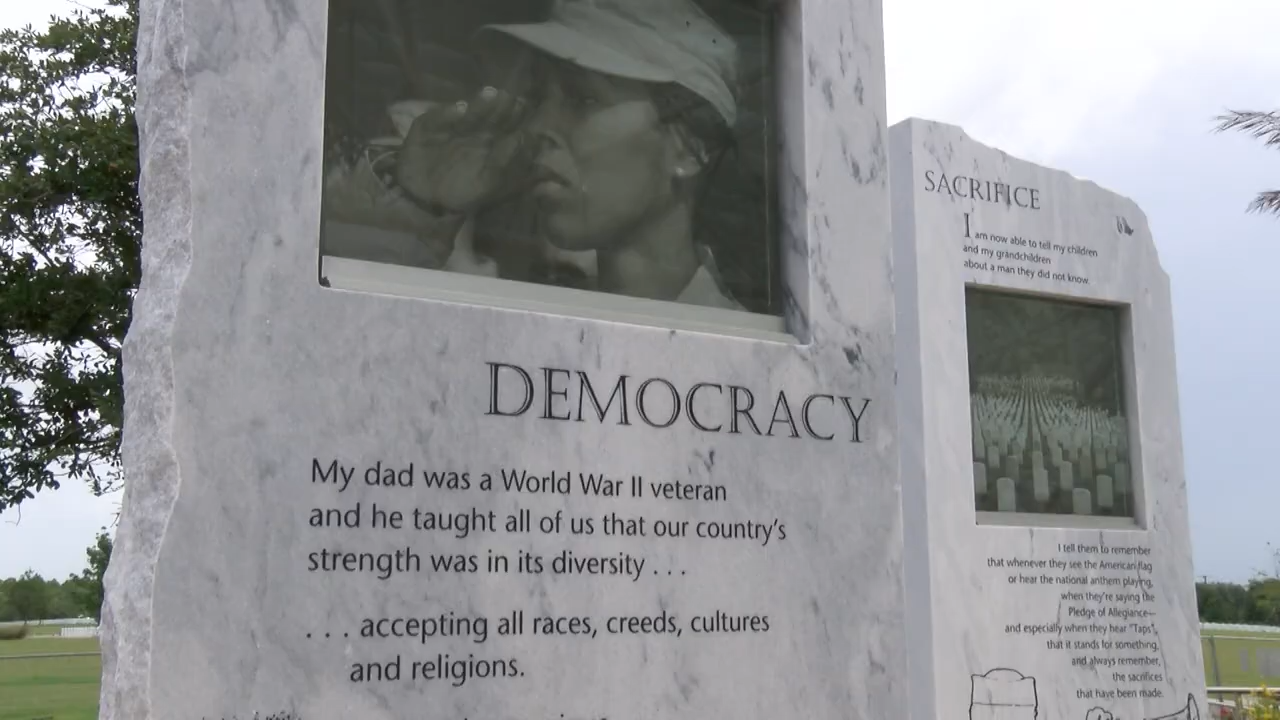 DEMOCRACY
My dad was a World War II veteran
and he taught all of us that our country's
strength was in its diversity . . .
. . . accepting all races, creeds, cultures
and religions.
SACRIFICE
I am now able to tell my children
and my grandchildren
about a man they did not know.
I tell them to remember
that whenever they see the American flag
or hear the national anthem playing,
when they're saying the
Pledge of Allegiance—
and especially when they hear "Taps",
that it stands for something,
and always remember,
the sacrifices
that have been made.